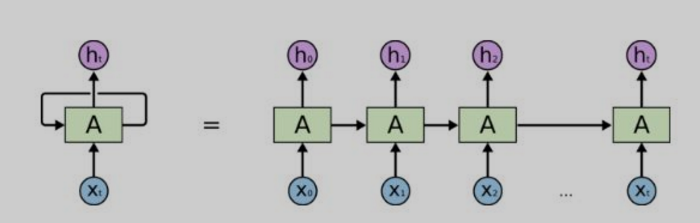 hₜ h₀ h₁ h₂ hₜ
A = A A A A
xₜ x₀ x₁ x₂ ... xₜ